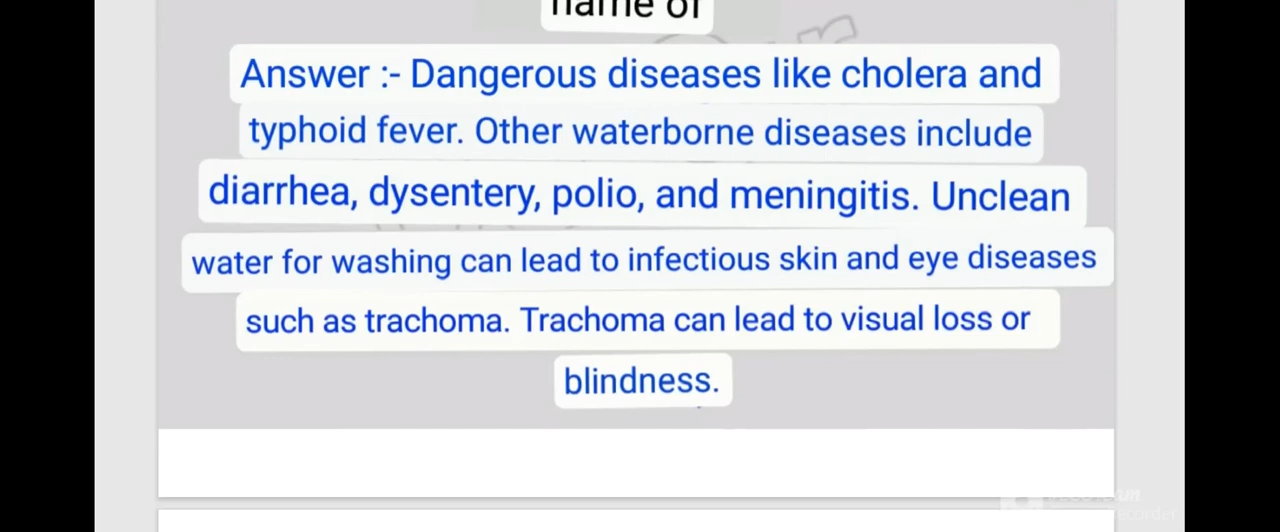 name of
Answer :- Dangerous diseases like cholera and
typhoid fever. Other waterborne diseases include
diarrhea, dysentery, polio, and meningitis. Unclean
water for washing can lead to infectious skin and eye diseases
such as trachoma. Trachoma can lead to visual loss or
blindness.